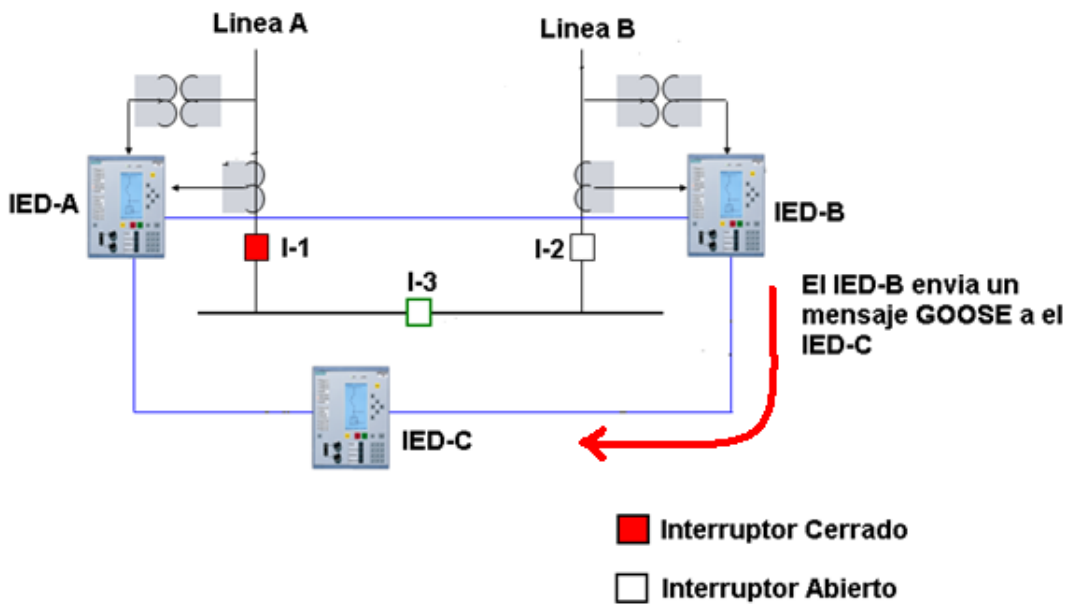 Linea A
Linea B
IED-A
IED-B
I-1
I-2
I-3
El IED-B envia un
mensaje GOOSE a el
IED-C
IED-C
Interruptor Cerrado
Interruptor Abierto